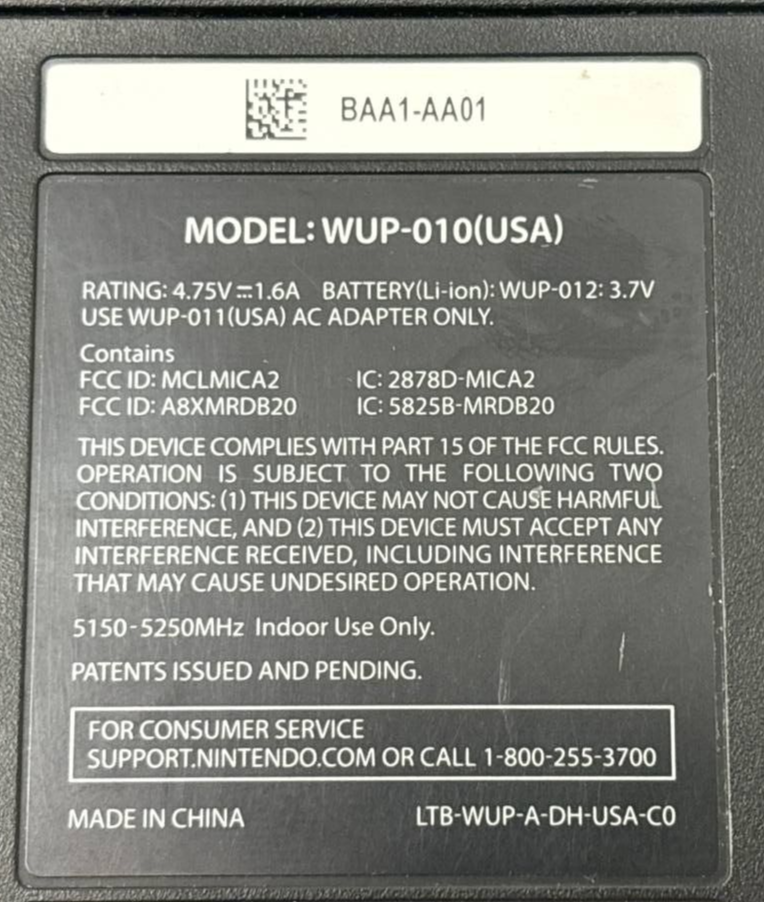 BAA1-AA01
MODEL: WUP-010(USA)
RATING: 4.75V⎓1.6A BATTERY(Li-ion): WUP-012: 3.7V
USE WUP-011(USA) AC ADAPTER ONLY.
Contains
FCC ID: MCLMICA2 IC: 2878D-MICA2
FCC ID: A8XMRDB20 IC: 5825B-MRDB20
THIS DEVICE COMPLIES WITH PART 15 OF THE FCC RULES.
OPERATION IS SUBJECT TO THE FOLLOWING TWO
CONDITIONS: (1) THIS DEVICE MAY NOT CAUSE HARMFUL
INTERFERENCE, AND (2) THIS DEVICE MUST ACCEPT ANY
INTERFERENCE RECEIVED, INCLUDING INTERFERENCE
THAT MAY CAUSE UNDESIRED OPERATION.
5150-5250MHz Indoor Use Only.
PATENTS ISSUED AND PENDING.
FOR CONSUMER SERVICE
SUPPORT.NINTENDO.COM OR CALL 1-800-255-3700
MADE IN CHINA LTB-WUP-A-DH-USA-C0